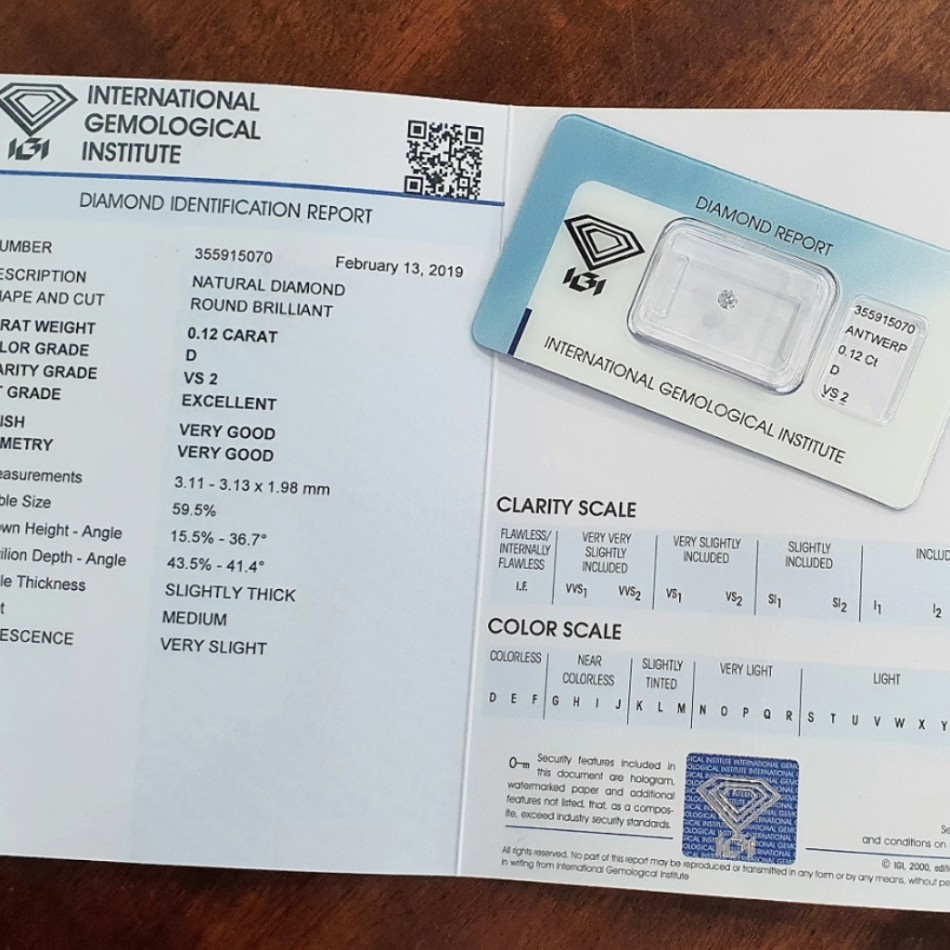 INTERNATIONAL
GEMOLOGICAL
INSTITUTE
IGI
DIAMOND IDENTIFICATION REPORT
UMBER 355915070 February 13, 2019
ESCRIPTION NATURAL DIAMOND
HAPE AND CUT ROUND BRILLIANT
RAT WEIGHT 0.12 CARAT
LOR GRADE D
ARITY GRADE VS 2
T GRADE EXCELLENT
ISH VERY GOOD
METRY VERY GOOD
easurements 3.11 - 3.13 x 1.98 mm
ble Size 59.5%
own Height - Angle 15.5% - 36.7°
vilion Depth - Angle 43.5% - 41.4°
le Thickness SLIGHTLY THICK
t MEDIUM
ESCENCE VERY SLIGHT
DIAMOND REPORT
IGI
355915070
ANTWERP
0.12 Ct
D
VS 2
INTERNATIONAL GEMOLOGICAL INSTITUTE
CLARITY SCALE
FLAWLESS/
INTERNALLY
FLAWLESS
VERY VERY
SLIGHTLY
INCLUDED
VERY SLIGHTLY
INCLUDED
SLIGHTLY
INCLUDED
INCLUD
I.F. VVS1 VVS2 VS1 VS2 SI1 SI2 I1 I2
COLOR SCALE
COLORLESS
NEAR
COLORLESS
SLIGHTLY
TINTED
VERY LIGHT
LIGHT
D E F G H I J K L M N O P Q R S T U V W X Y
Security features included in
this document are hologram,
watermarked paper and additional
features not listed, that, as a compos-
ite, exceed industry security standards.
IGI
Se
and conditions on
© IGI, 2000, editi
All rights reserved. No part of this report may be reproduced or transmitted in any form or by any means, without pe
in writing from International Gemological Institute